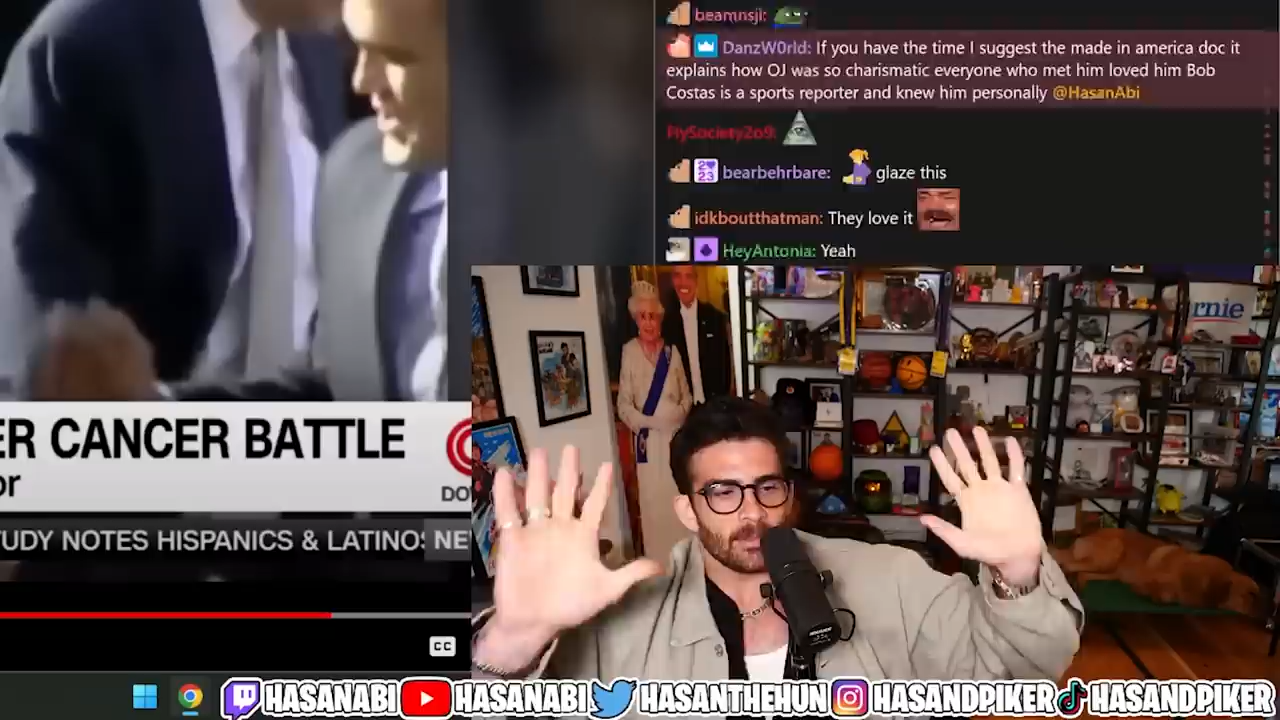 beamnsji:
DanzW0rld: If you have the time I suggest the made in america doc it
explains how OJ was so charismatic everyone who met him loved him Bob
Costas is a sports reporter and knew him personally @HasanAbi
FlySociety2o9:
bearbehrbare: glaze this
idkboutthatman: They love it
HeyAntonia: Yeah
ER CANCER BATTLE
or
DO
UDY NOTES HISPANICS & LATINOS NE
CC
rnie
HASANABI HASANABI HASANTHEHUN HASANDPIKER HASANDPIKER